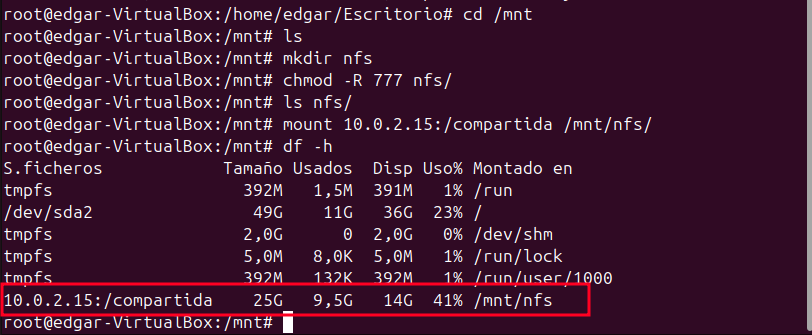 root@edgar-VirtualBox:/home/edgar/Escritorio# cd /mnt
root@edgar-VirtualBox:/mnt# ls
root@edgar-VirtualBox:/mnt# mkdir nfs
root@edgar-VirtualBox:/mnt# chmod -R 777 nfs/
root@edgar-VirtualBox:/mnt# ls nfs/
root@edgar-VirtualBox:/mnt# mount 10.0.2.15:/compartida /mnt/nfs/
root@edgar-VirtualBox:/mnt# df -h
S.ficheros Tamaño Usados Disp Uso% Montado en
tmpfs 392M 1,5M 391M 1% /run
/dev/sda2 49G 11G 36G 23% /
tmpfs 2,0G 0 2,0G 0% /dev/shm
tmpfs 5,0M 8,0K 5,0M 1% /run/lock
tmpfs 392M 132K 392M 1% /run/user/1000
10.0.2.15:/compartida 25G 9,5G 14G 41% /mnt/nfs
root@edgar-VirtualBox:/mnt#